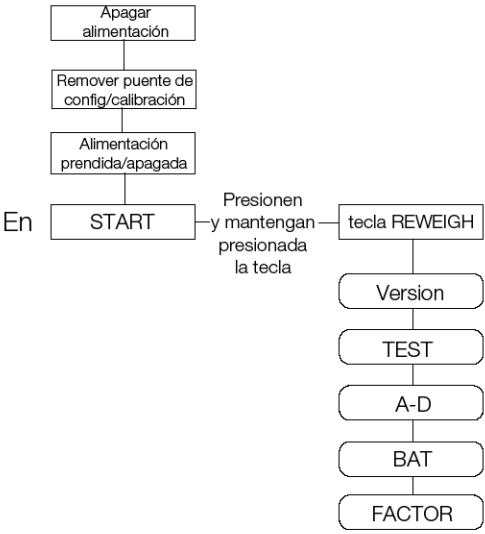 Apagar
alimentación
Remover puente de
config/calibración
Alimentación
prendida/apagada
En
START
Presionen
y mantengan
presionada
la tecla
tecla REWEIGH
Version
TEST
A-D
BAT
FACTOR